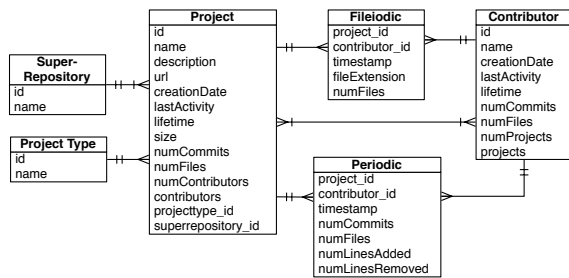 Super-
Repository
id
name
Project Type
id
name
Project
id
name
description
url
creationDate
lastActivity
lifetime
size
numCommits
numFiles
numContributors
contributors
projecttype_id
superrepository_id
Fileiodic
project_id
contributor_id
timestamp
fileExtension
numFiles
Periodic
project_id
contributor_id
timestamp
numCommits
numFiles
numLinesAdded
numLinesRemoved
Contributor
id
name
creationDate
lastActivity
lifetime
numCommits
numFiles
numProjects
projects